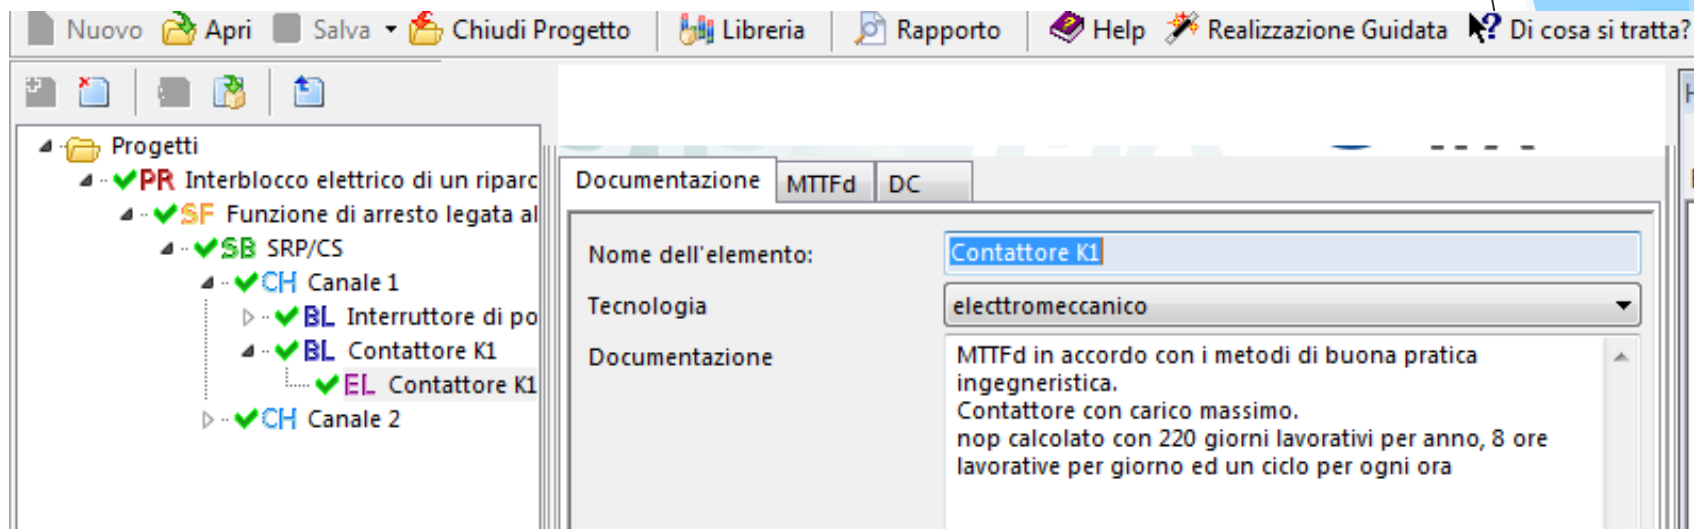 Nuovo Apri Salva Chiudi Progetto Libreria Rapporto Help Realizzazione Guidata Di cosa si tratta?
Progetti
PR Interblocco elettrico di un riparo
SF Funzione di arresto legata al
SB SRP/CS
CH Canale 1
BL Interruttore di po
BL Contattore K1
EL Contattore K1
CH Canale 2
Documentazione MTTFd DC
Nome dell'elemento: Contattore K1
Tecnologia electtromeccanico
Documentazione
MTTFd in accordo con i metodi di buona pratica
ingegneristica.
Contattore con carico massimo.
nop calcolato con 220 giorni lavorativi per anno, 8 ore
lavorative per giorno ed un ciclo per ogni ora